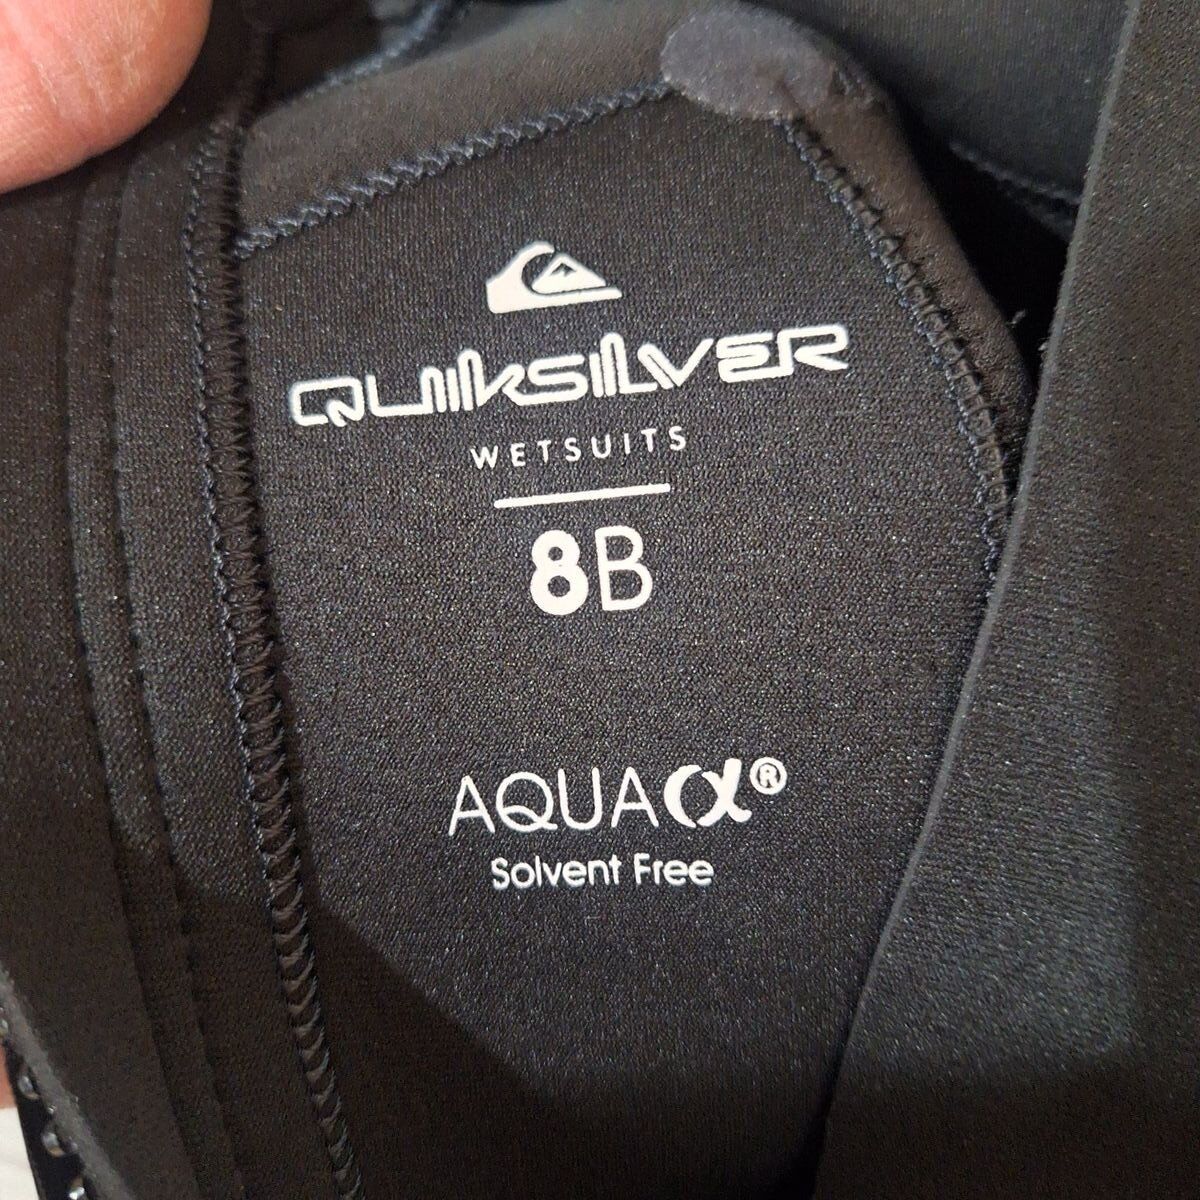 QUIKSILVER
WETSUITS
8B
AQUAα®
Solvent Free